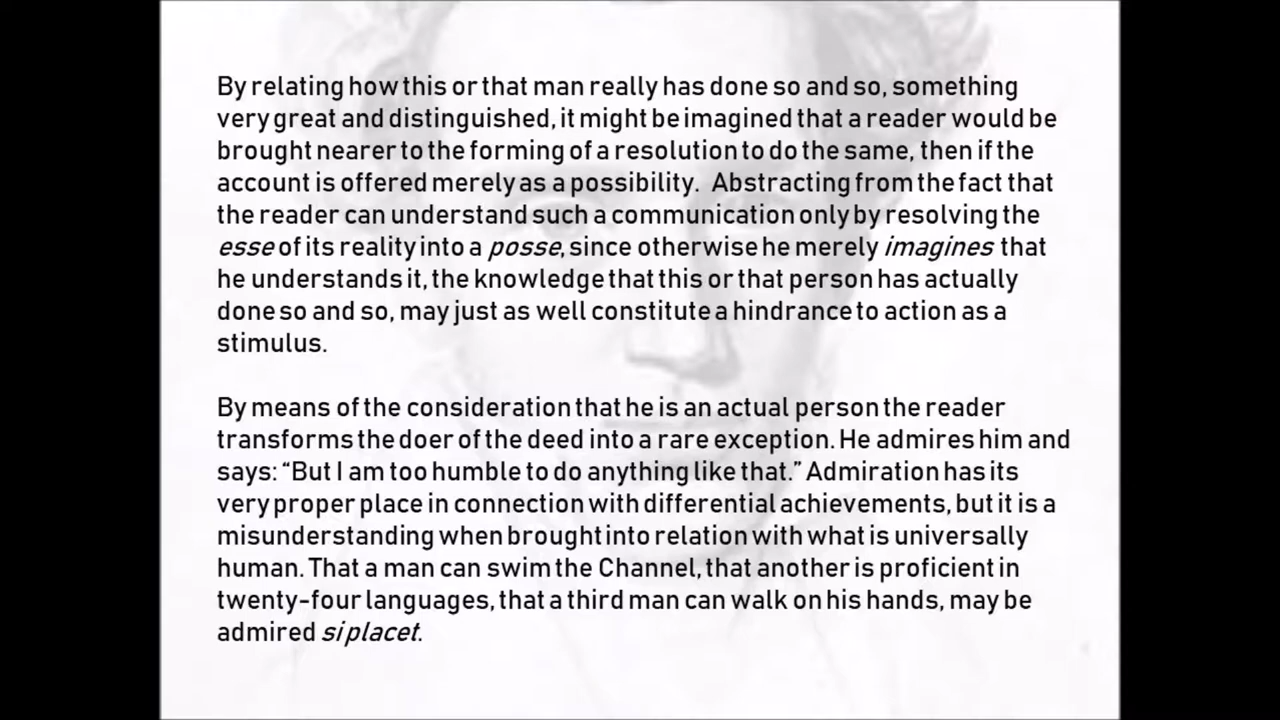 By relating how this or that man really has done so and so, something
very great and distinguished, it might be imagined that a reader would be
brought nearer to the forming of a resolution to do the same, then if the
account is offered merely as a possibility. Abstracting from the fact that
the reader can understand such a communication only by resolving the
esse of its reality into a posse, since otherwise he merely imagines that
he understands it, the knowledge that this or that person has actually
done so and so, may just as well constitute a hindrance to action as a
stimulus.
By means of the consideration that he is an actual person the reader
transforms the doer of the deed into a rare exception. He admires him and
says: “But I am too humble to do anything like that.” Admiration has its
very proper place in connection with differential achievements, but it is a
misunderstanding when brought into relation with what is universally
human. That a man can swim the Channel, that another is proficient in
twenty-four languages, that a third man can walk on his hands, may be
admired si placet.